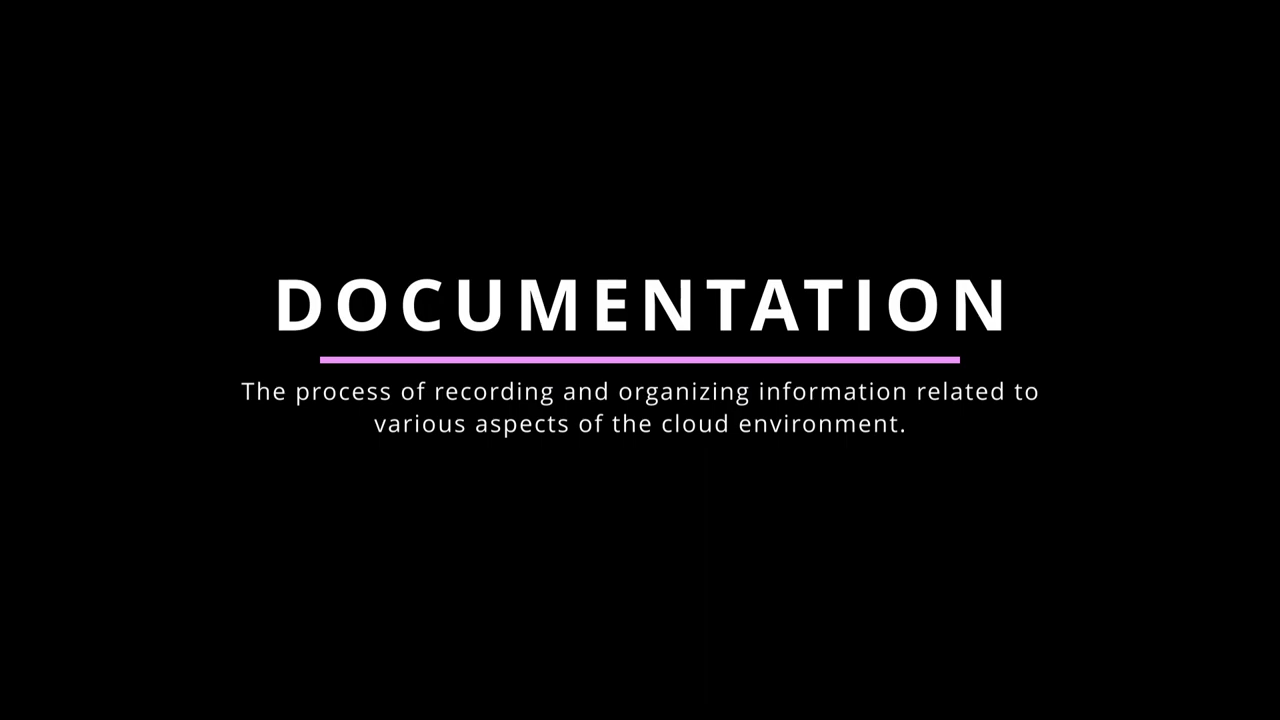 DOCUMENTATION
The process of recording and organizing information related to
various aspects of the cloud environment.